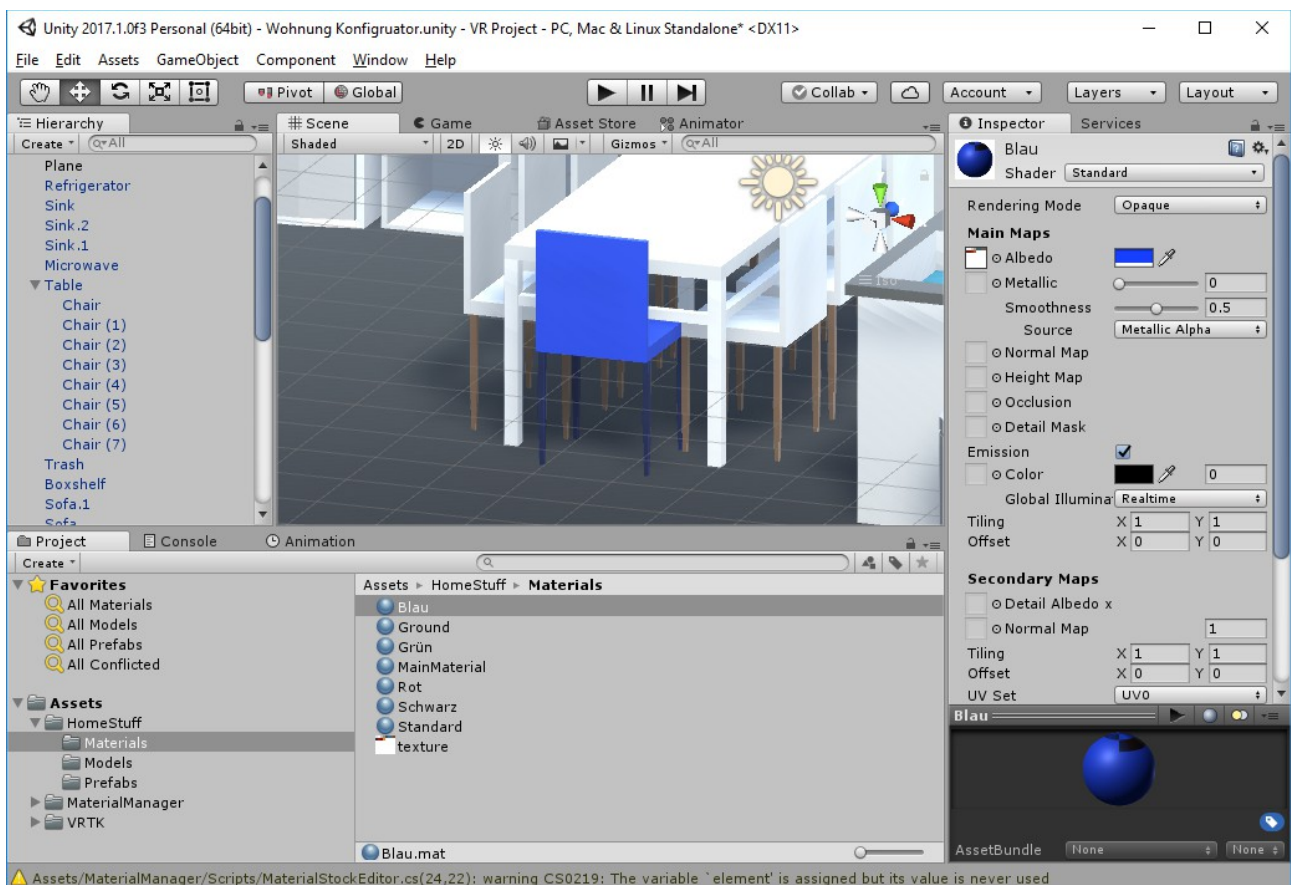 Unity 2017.1.0f3 Personal (64bit) - Wohnung Konfigruator.unity - VR Project - PC, Mac & Linux Standalone* <DX11>
File Edit Assets GameObject Component Window Help
Pivot Global Collab Account Layers Layout
Hierarchy
Create All
Plane
Refrigerator
Sink
Sink.2
Sink.1
Microwave
Table
Chair
Chair (1)
Chair (2)
Chair (3)
Chair (4)
Chair (5)
Chair (6)
Chair (7)
Trash
Boxshelf
Sofa.1
Sofa
Scene Game Asset Store Animator
Shaded 2D Gizmos All
Iso
Inspector Services
Blau
Shader Standard
Rendering Mode Opaque
Main Maps
Albedo
Metallic 0
Smoothness 0.5
Source Metallic Alpha
Normal Map
Height Map
Occlusion
Detail Mask
Emission
Color 0
Global Illumina Realtime
Tiling X 1 Y 1
Offset X 0 Y 0
Secondary Maps
Detail Albedo x
Normal Map 1
Tiling X 1 Y 1
Offset X 0 Y 0
UV Set UV0
Blau
AssetBundle None None
Project Console Animation
Create
Favorites
All Materials
All Models
All Prefabs
All Conflicted
Assets
HomeStuff
Materials
Models
Prefabs
MaterialManager
VRTK
Assets HomeStuff Materials
Blau
Ground
Grün
MainMaterial
Rot
Schwarz
Standard
texture
Blau.mat
Assets/MaterialManager/Scripts/MaterialStockEditor.cs(24,22): warning CS0219: The variable `element' is assigned but its value is never used